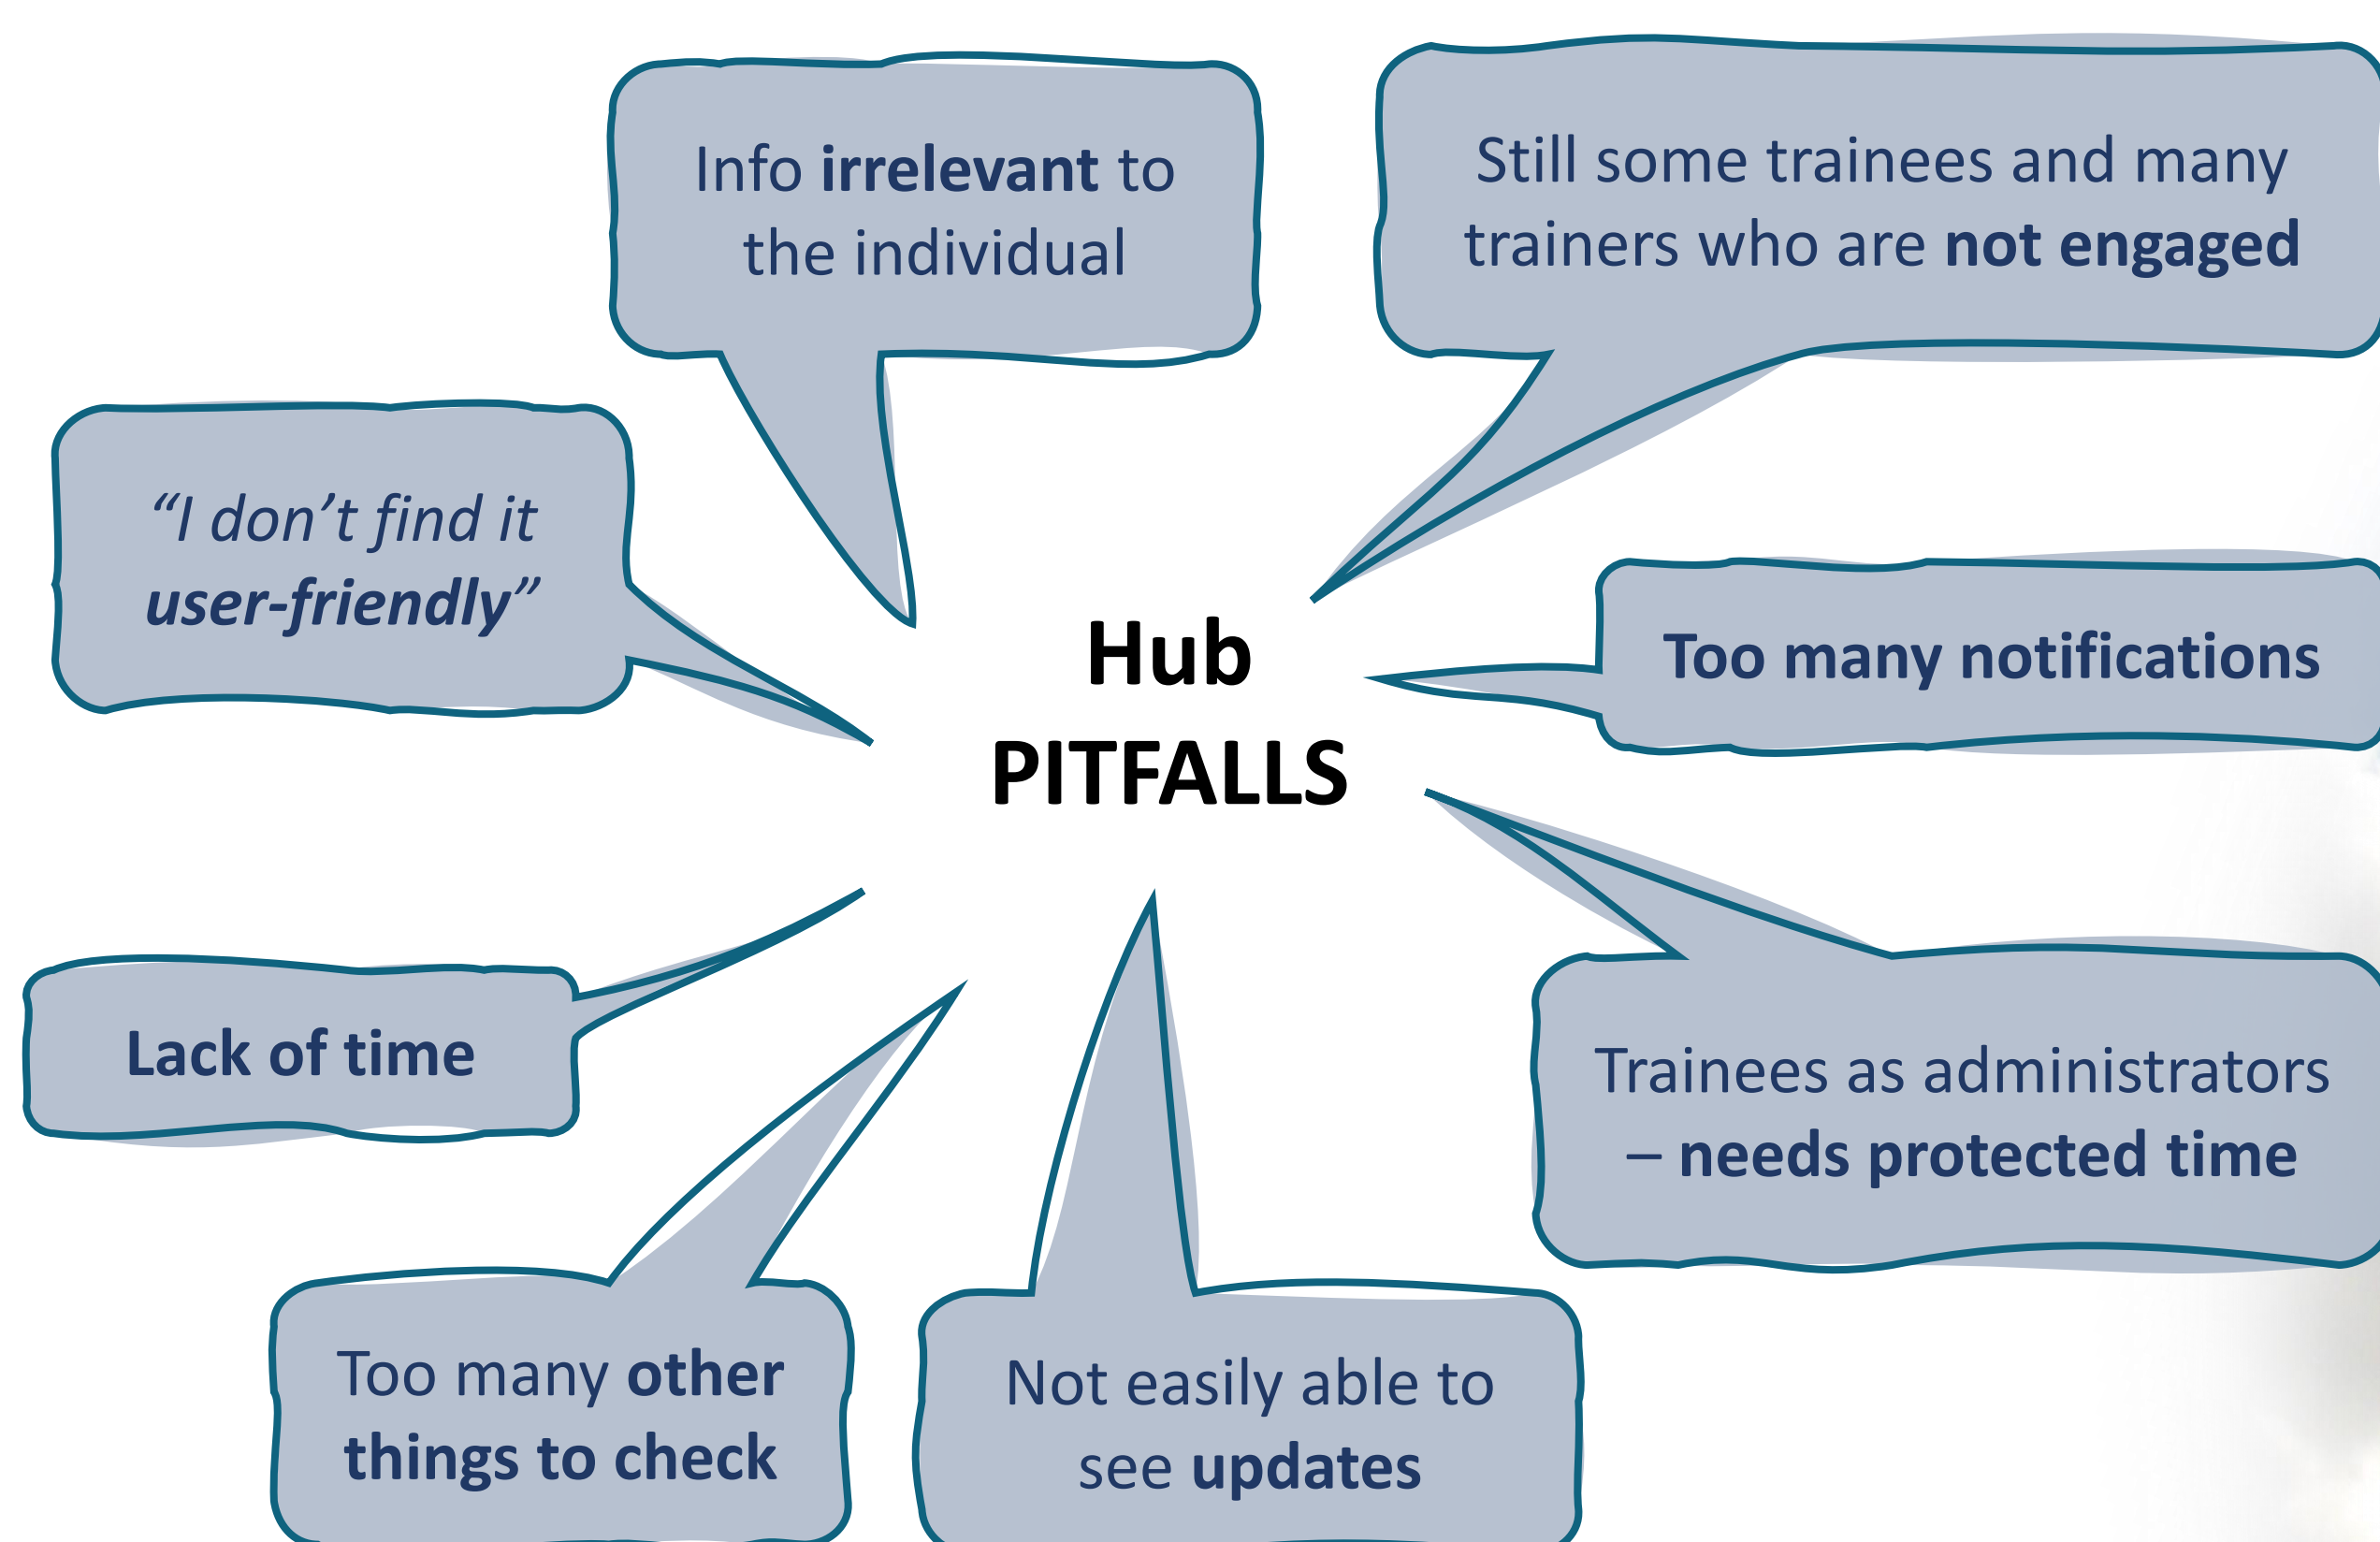 Info irrelevant to
the individual
Still some trainees and many
trainers who are not engaged
“I don’t find it
user-friendly”
Hub
PITFALLS
Too many notifications
Lack of time
Trainees as administrators
– needs protected time
Too many other
things to check
Not easily able to
see updates